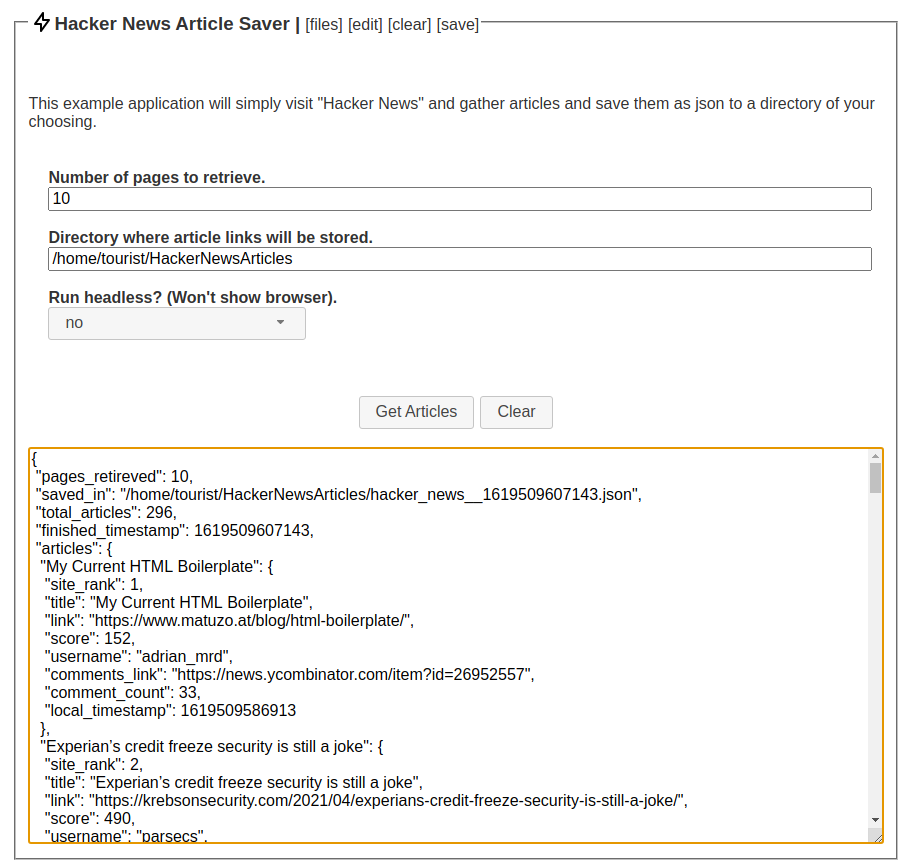 Hacker News Article Saver | [files] [edit] [clear] [save]
This example application will simply visit "Hacker News" and gather articles and save them as json to a directory of your
choosing.
Number of pages to retrieve.
10
Directory where article links will be stored.
/home/tourist/HackerNewsArticles
Run headless? (Won't show browser).
no
Get Articles Clear
{
"pages_retireved": 10,
"saved_in": "/home/tourist/HackerNewsArticles/hacker_news__1619509607143.json",
"total_articles": 296,
"finished_timestamp": 1619509607143,
"articles": {
"My Current HTML Boilerplate": {
"site_rank": 1,
"title": "My Current HTML Boilerplate",
"link": "https://www.matuzo.at/blog/html-boilerplate/",
"score": 152,
"username": "adrian_mrd",
"comments_link": "https://news.ycombinator.com/item?id=26952557",
"comment_count": 33,
"local_timestamp": 1619509586913
},
"Experian’s credit freeze security is still a joke": {
"site_rank": 2,
"title": "Experian’s credit freeze security is still a joke",
"link": "https://krebsonsecurity.com/2021/04/experians-credit-freeze-security-is-still-a-joke/",
"score": 490,
"username": "parsecs",